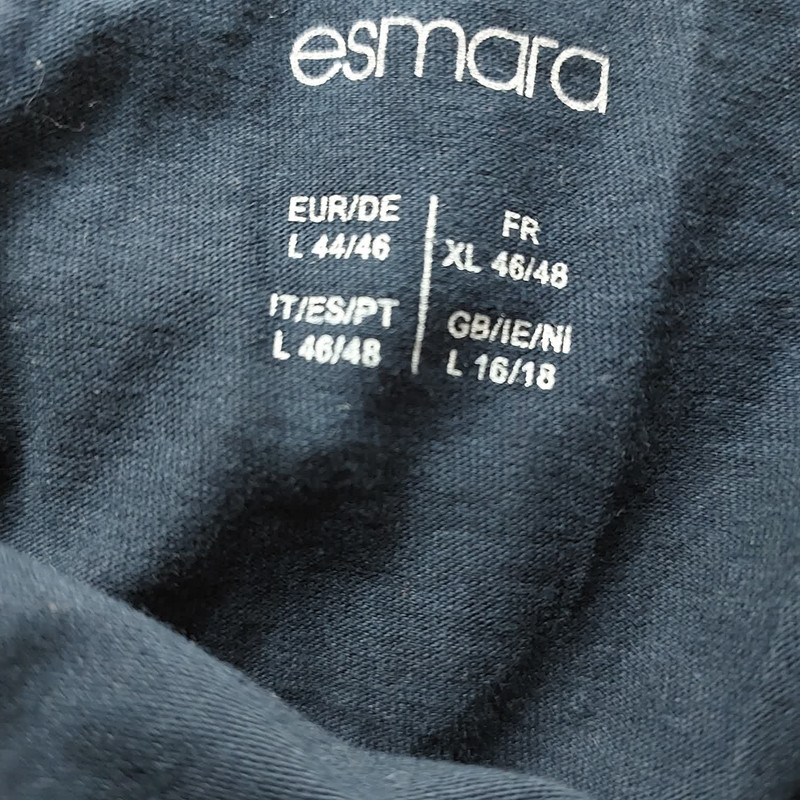 esmara
EUR/DE
L 44/46
FR
XL 46/48
IT/ES/PT
L 46/48
GB/IE/NI
L 16/18